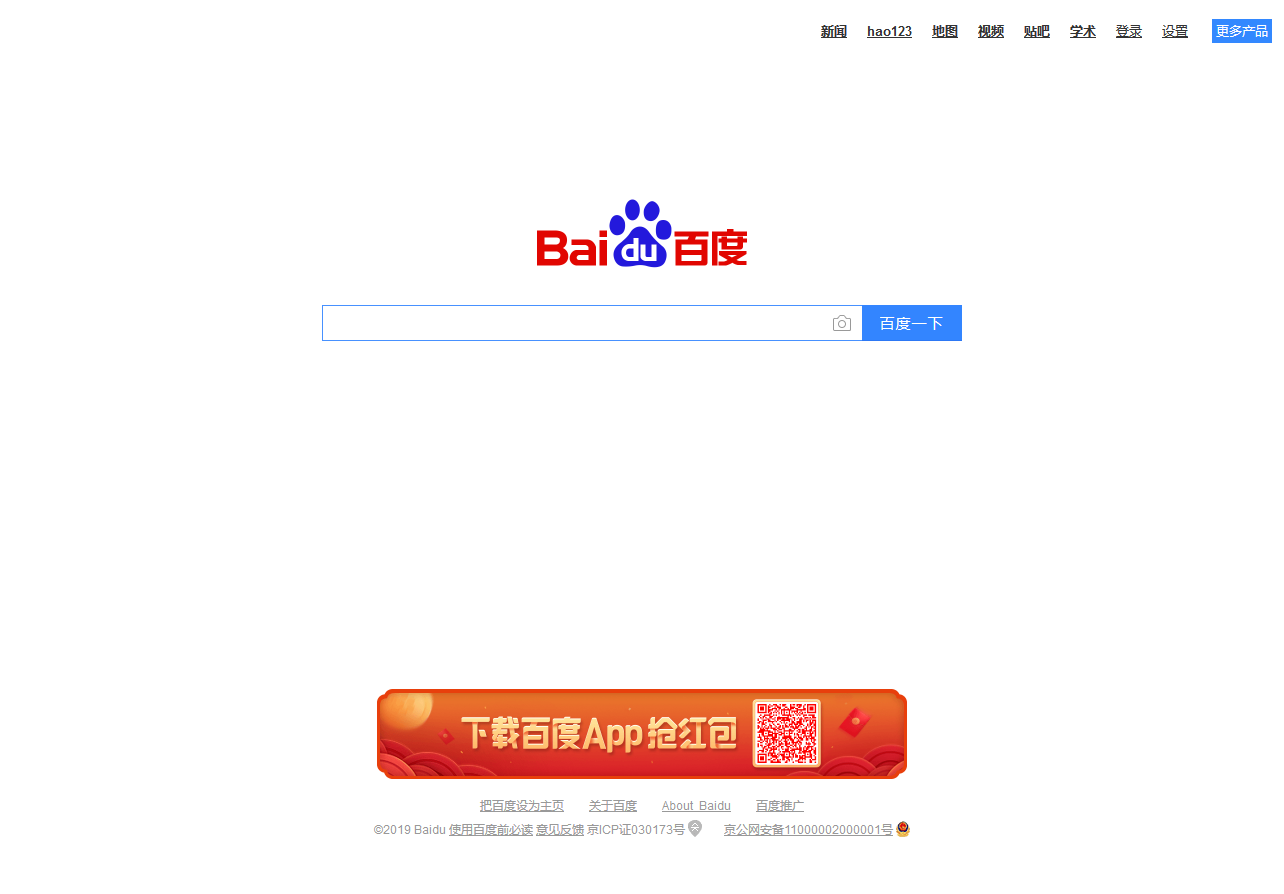 新闻 hao123 地图 视频 贴吧 学术 登录 设置 更多产品
Bai du 百度
百度一下
下载百度App 抢红包
把百度设为主页 关于百度 About Baidu 百度推广
©2019 Baidu 使用百度前必读 意见反馈 京ICP证030173号 京公网安备11000002000001号